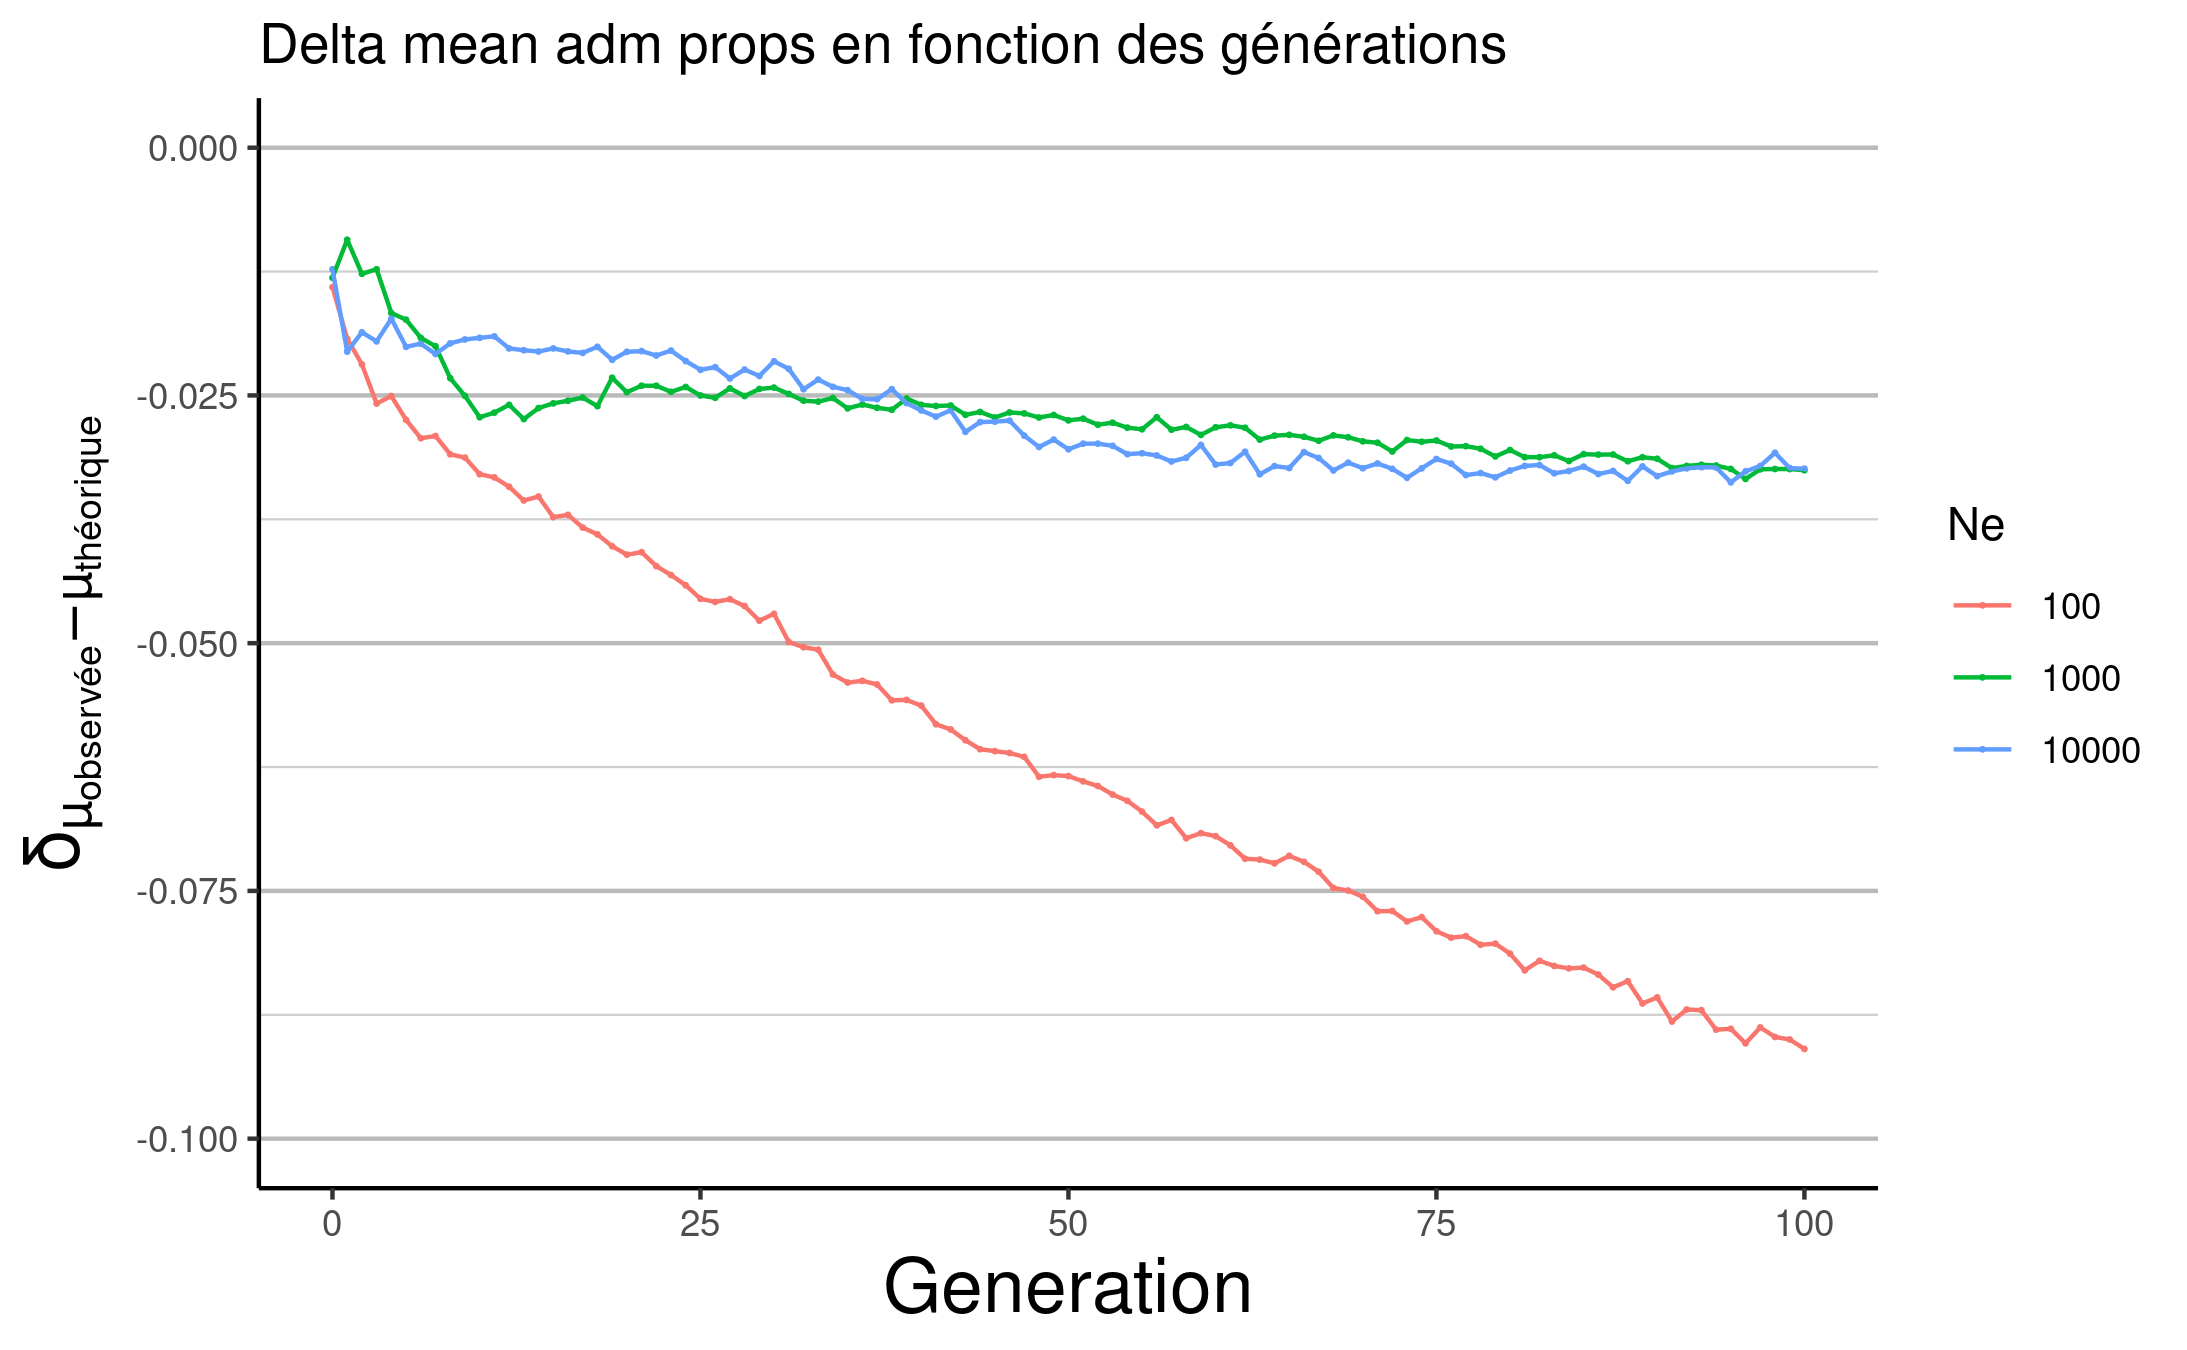 Delta mean adm props en fonction des générations
δμobservée−μthéorique
0.000
-0.025
-0.050
-0.075
-0.100
0 25 50 75 100
Generation
Ne
100
1000
10000